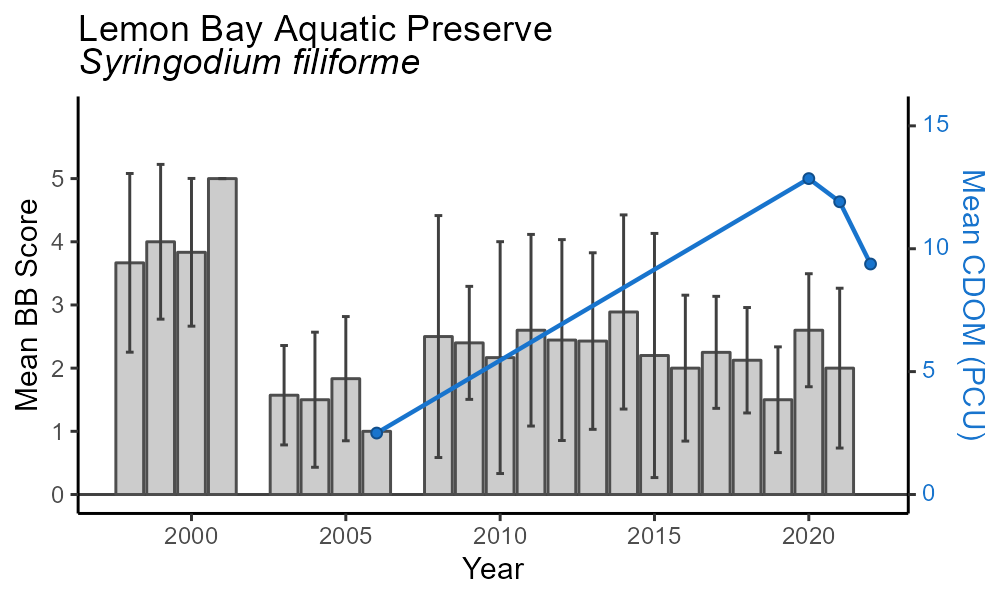 Lemon Bay Aquatic Preserve
Syringodium filiforme
Mean BB Score
5
4
3
2
1
0
15
10
5
0
Mean CDOM (PCU)
2000 2005 2010 2015 2020
Year